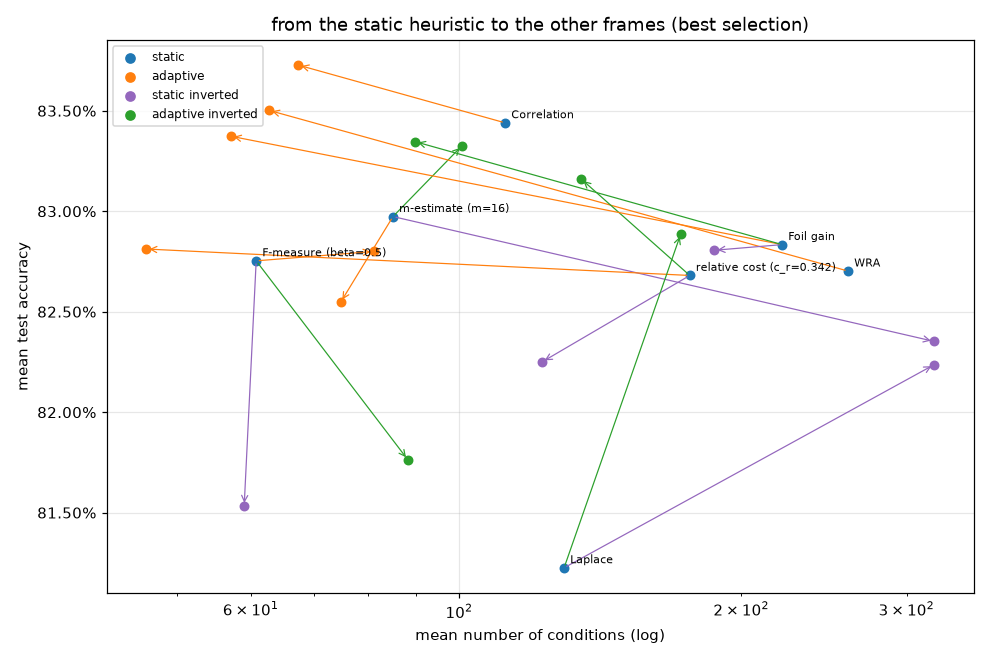 from the static heuristic to the other frames (best selection)
static
adaptive
static inverted
adaptive inverted
83.50%
83.00%
82.50%
82.00%
81.50%
mean test accuracy
Correlation
m-estimate (m=16)
Foil gain
F-measure (beta=0.5)
WRA
relative cost (c_r=0.342)
Laplace
6 × 10¹
10²
2 × 10²
3 × 10²
mean number of conditions (log)